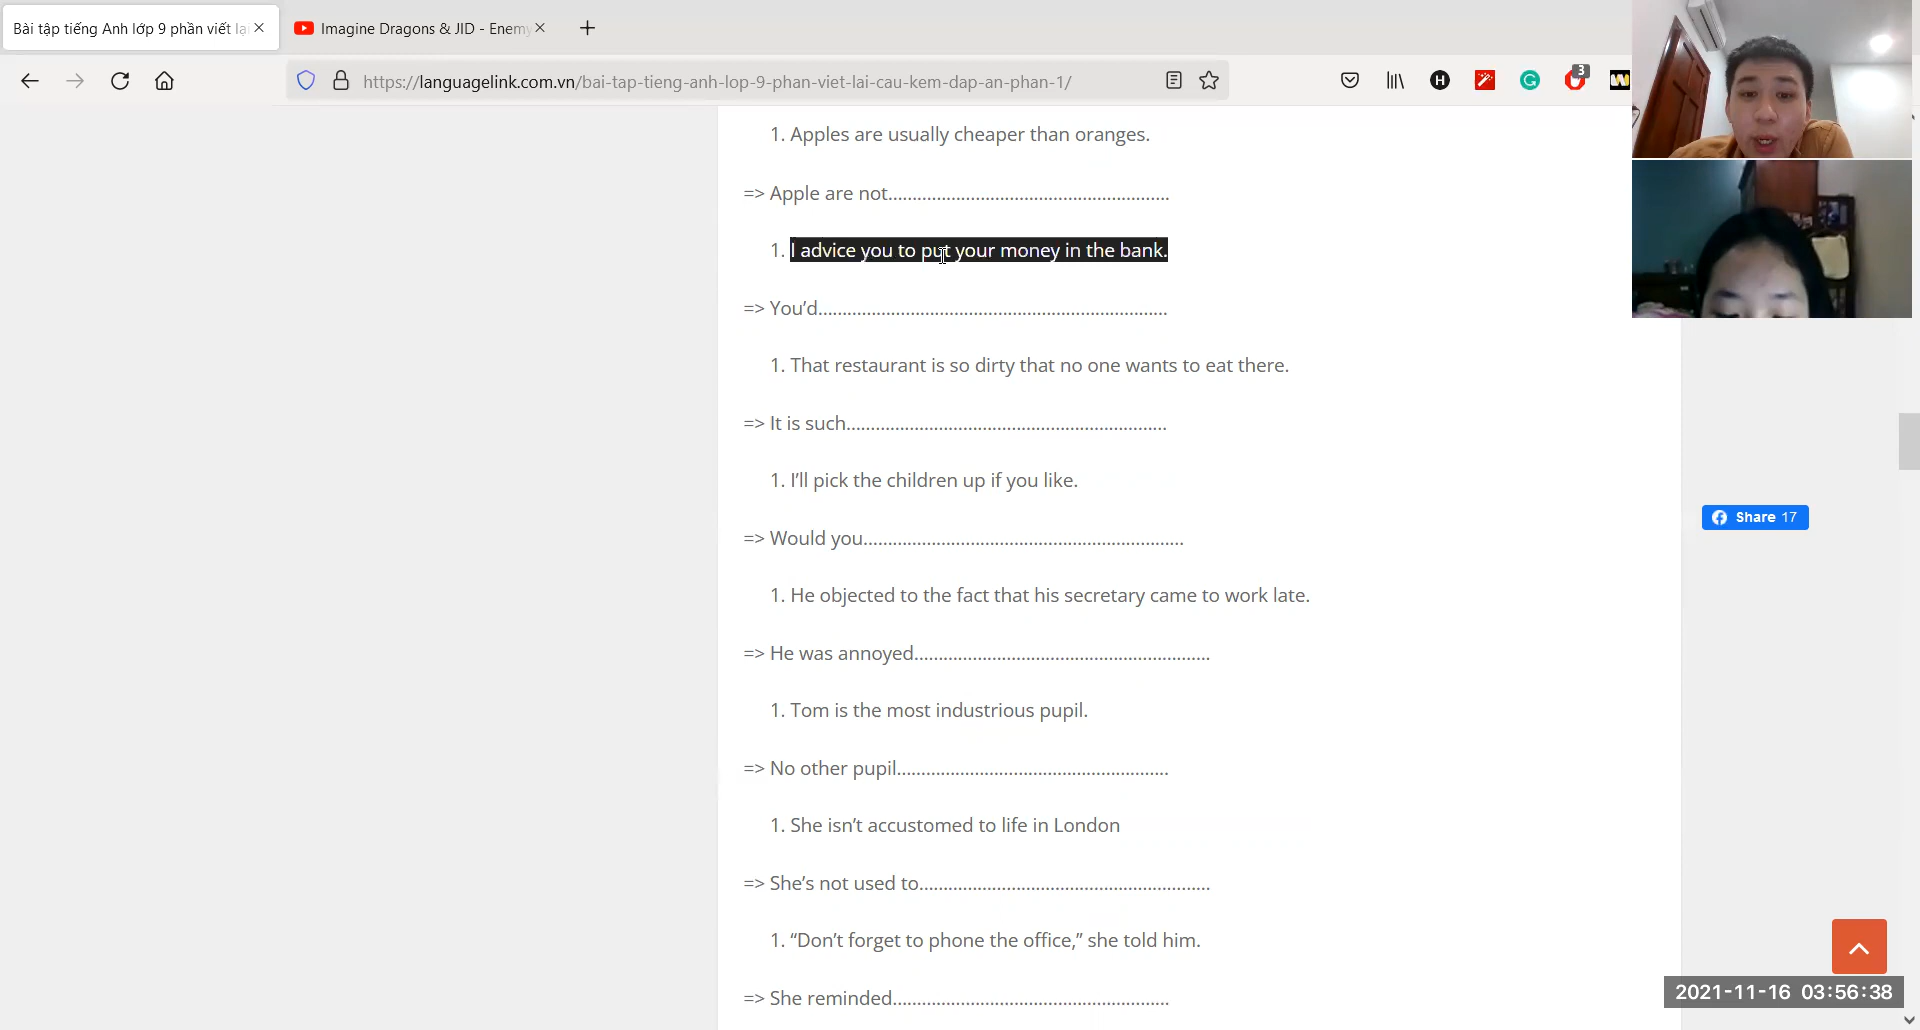 Bài tập tiếng Anh lớp 9 phần viết lại
Imagine Dragons & JID - Enemy
https://languagelink.com.vn/bai-tap-tieng-anh-lop-9-phan-viet-lai-cau-kem-dap-an-phan-1/
3
1. Apples are usually cheaper than oranges.
=> Apple are not..........................................................
1. I advice you to put your money in the bank.
=> You’d........................................................................
1. That restaurant is so dirty that no one wants to eat there.
=> It is such..................................................................
1. I’ll pick the children up if you like.
=> Would you..................................................................
1. He objected to the fact that his secretary came to work late.
=> He was annoyed.............................................................
1. Tom is the most industrious pupil.
=> No other pupil........................................................
1. She isn’t accustomed to life in London
=> She’s not used to............................................................
1. “Don’t forget to phone the office,” she told him.
=> She reminded.........................................................
Share 17
2021-11-16 03:56:38